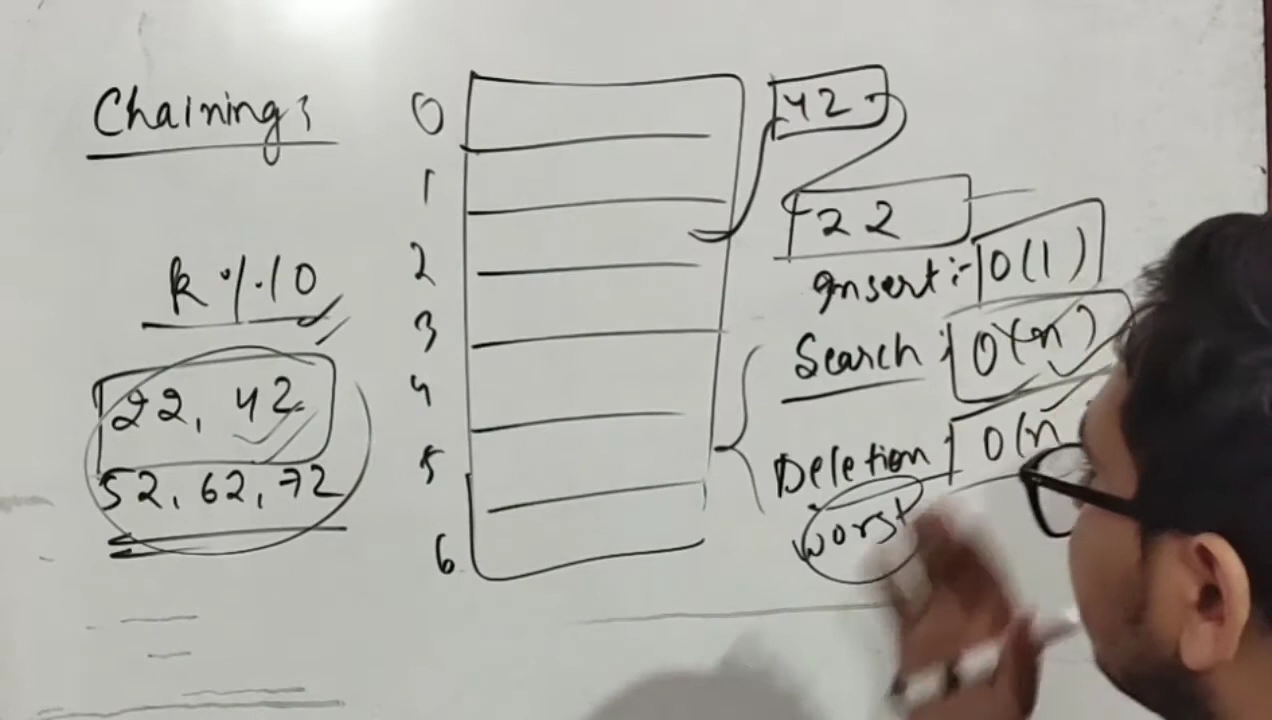 Chaining:
k % 10
22, 42
52, 62, 72
0
1
2
3
4
5
6
42
22
Insert :- O(1)
Search : O(n)
Deletion : O(n
worst